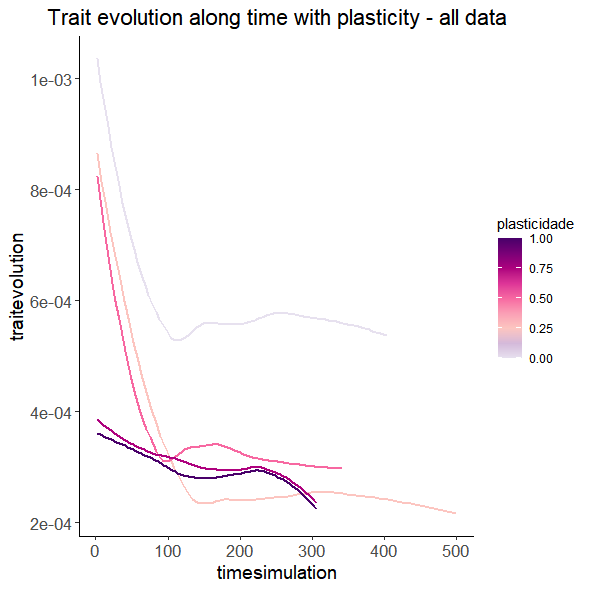 Trait evolution along time with plasticity - all data
1e-03
8e-04
6e-04
4e-04
2e-04
traitevolution
0
100
200
300
400
500
timesimulation
plasticidade
1.00
0.75
0.50
0.25
0.00